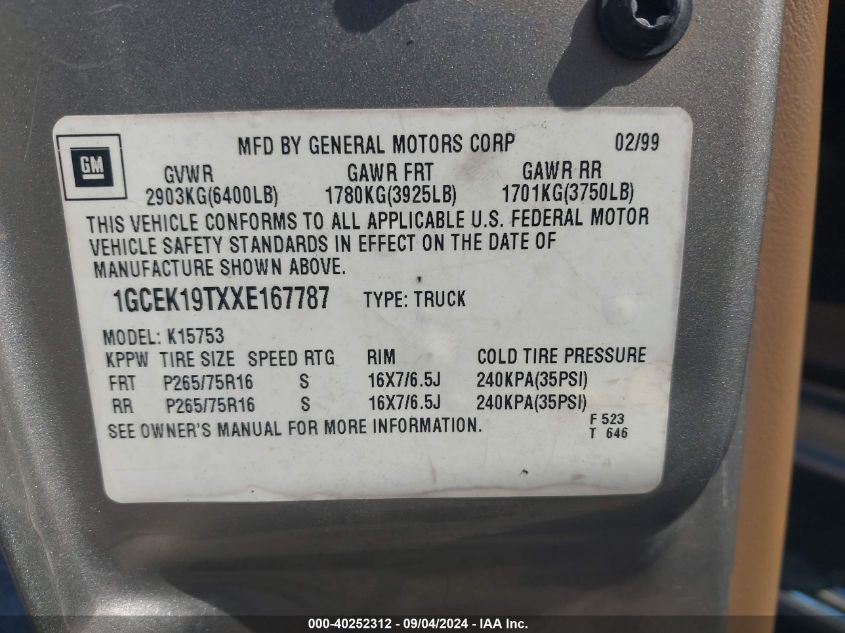 MFD BY GENERAL MOTORS CORP 02/99
GM
GVWR GAWR FRT GAWR RR
2903KG(6400LB) 1780KG(3925LB) 1701KG(3750LB)
THIS VEHICLE CONFORMS TO ALL APPLICABLE U.S. FEDERAL MOTOR
VEHICLE SAFETY STANDARDS IN EFFECT ON THE DATE OF
MANUFACTURE SHOWN ABOVE.
1GCEK19TXXE167787 TYPE: TRUCK
MODEL: K15753
KPPW TIRE SIZE SPEED RTG RIM COLD TIRE PRESSURE
FRT P265/75R16 S 16X7/6.5J 240KPA(35PSI)
RR P265/75R16 S 16X7/6.5J 240KPA(35PSI)
SEE OWNER'S MANUAL FOR MORE INFORMATION.
F 523
T 646
000-40252312 - 09/04/2024 - IAA Inc.